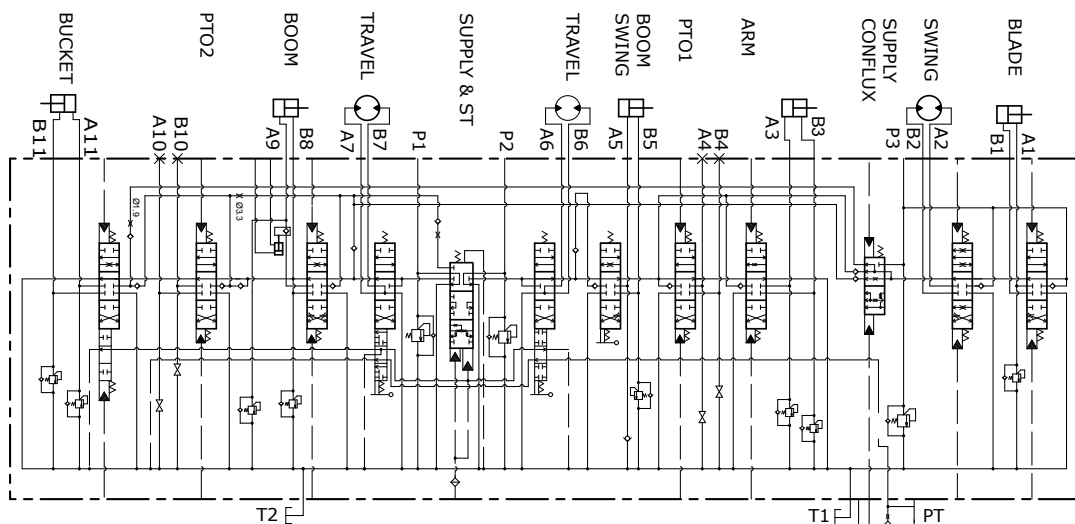 BUCKET
PTO2
BOOM
TRAVEL
SUPPLY & ST
TRAVEL
BOOM
SWING
PTO1
ARM
SUPPLY
CONFLUX
SWING
BLADE
B11
A11
A10
B10
A9
B8
A7
B7
P1
P2
A6
B6
A5
B5
A4
B4
A3
B3
P3
B2
A2
B1
A1
Ø1.9
Ø3.3
T2
T1
PT